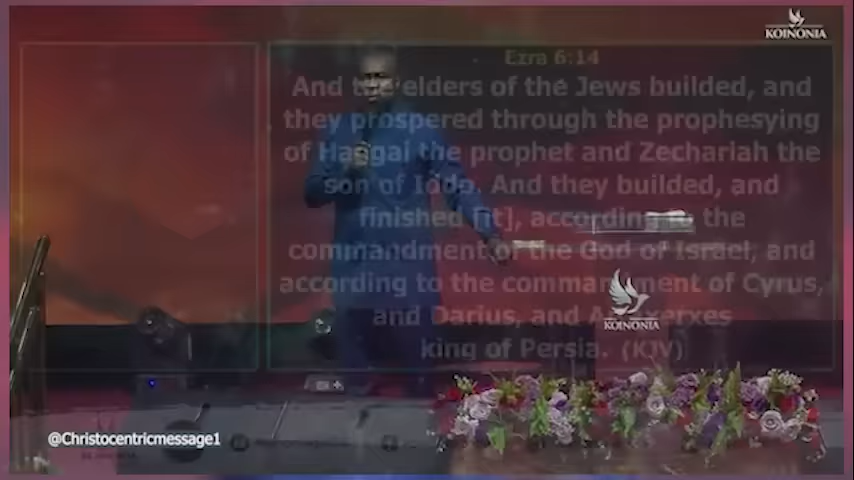 KOINONIA
Ezra 6:14
And the elders of the Jews builded, and
they prospered through the prophesying
of Haggai the prophet and Zechariah the
son of Iddo. And they builded, and
finished [it], according to the
commandment of the God of Israel, and
according to the commandment of Cyrus,
and Darius, and Artaxerxes
king of Persia. (KJV)
KOINONIA
@Christocentricmessage1